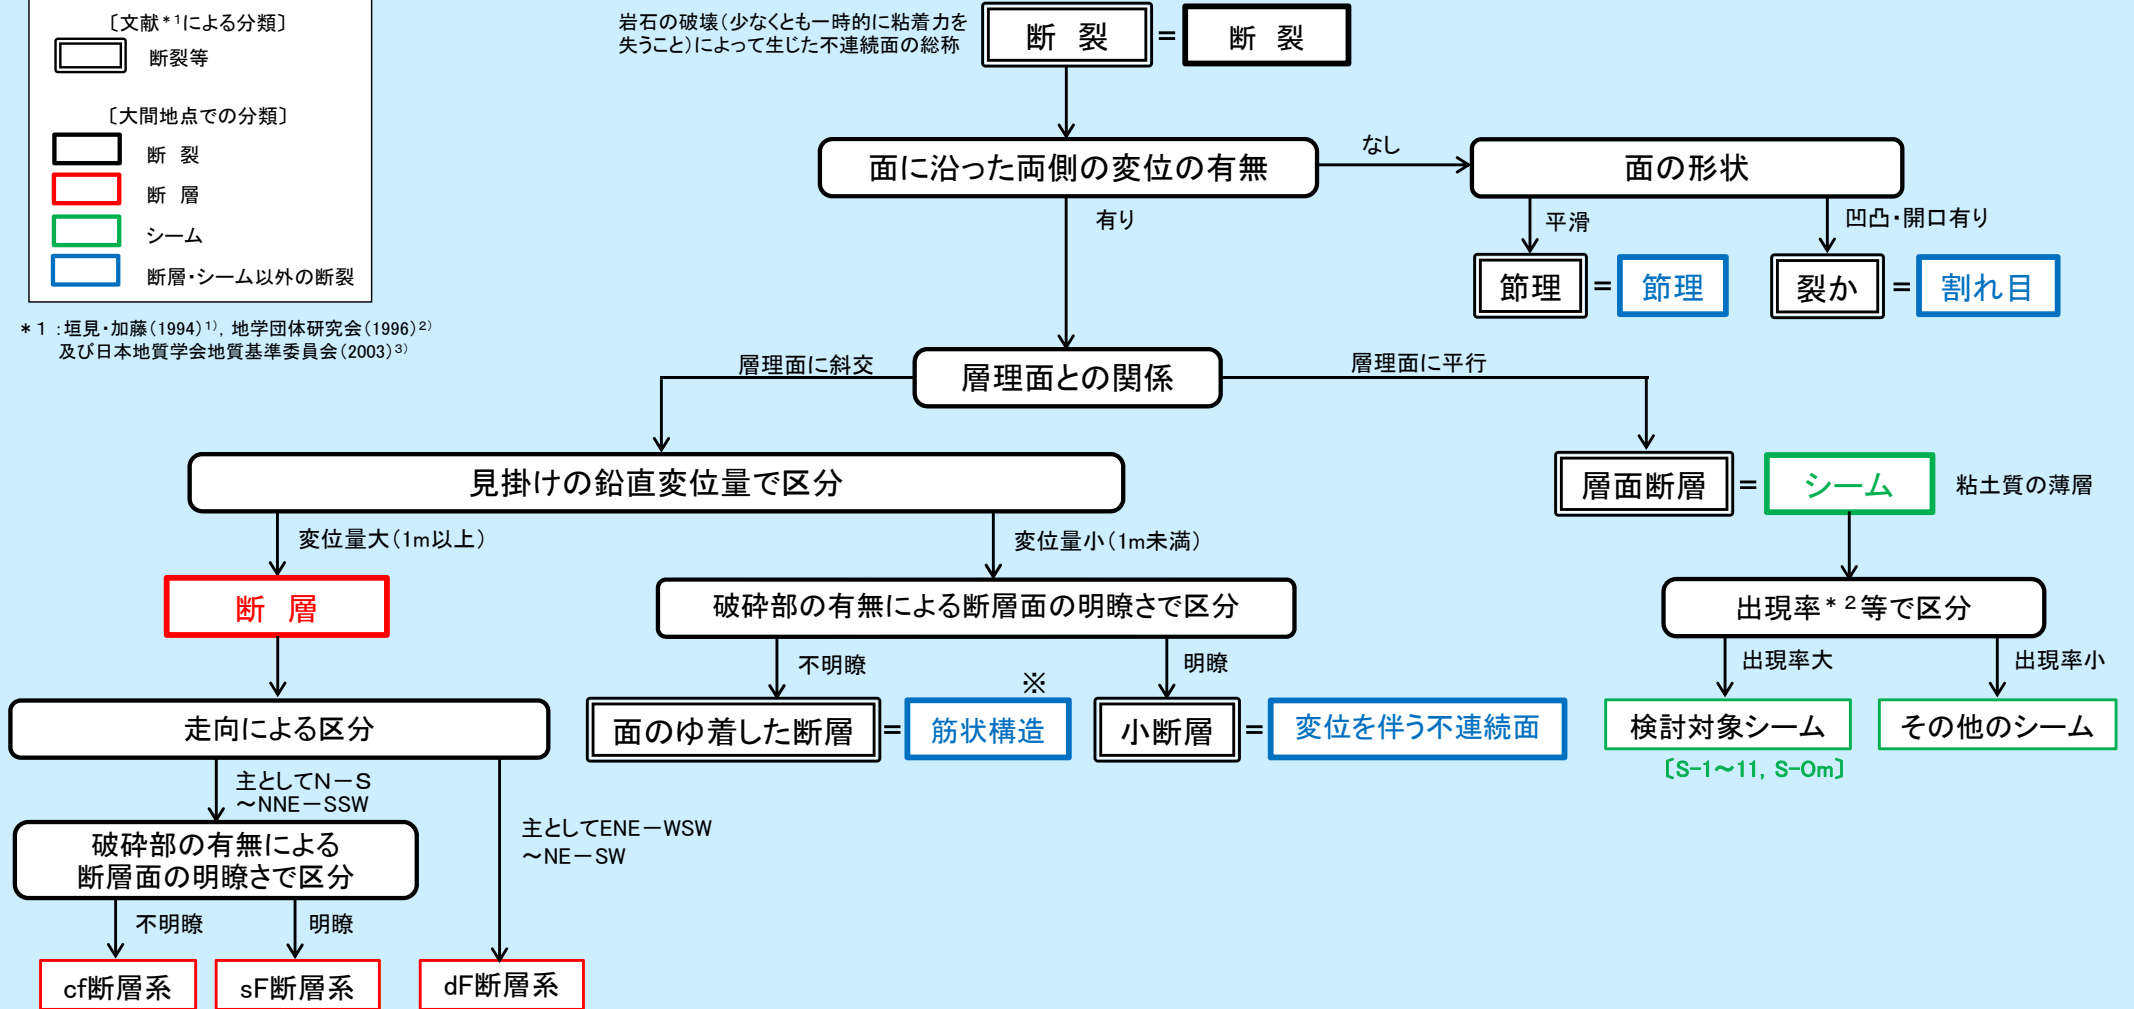 〔文献*1による分類〕
断裂等
〔大間地点での分類〕
断 裂
断 層
シーム
断層・シーム以外の断裂
*1:垣見・加藤(1994)1), 地学団体研究会(1996)2)
及び日本地質学会地質基準委員会(2003)3)
岩石の破壊(少なくとも一時的に粘着力を
失うこと)によって生じた不連続面の総称
断 裂 = 断 裂
面に沿った両側の変位の有無
なし
面の形状
有り
平滑
凹凸・開口有り
節理 = 節理
裂か = 割れ目
層理面との関係
層理面に斜交
層理面に平行
見掛けの鉛直変位量で区分
層面断層 = シーム
粘土質の薄層
変位量大(1m以上)
変位量小(1m未満)
断 層
破砕部の有無による断層面の明瞭さで区分
出現率*2等で区分
不明瞭
※
明瞭
出現率大
出現率小
走向による区分
面のゆ着した断層 = 筋状構造
小断層 = 変位を伴う不連続面
検討対象シーム
その他のシーム
〔S-1~11, S-Om〕
主としてN-S
~NNE-SSW
主としてENE-WSW
~NE-SW
破砕部の有無による
断層面の明瞭さで区分
不明瞭
明瞭
cf断層系
sF断層系
dF断層系